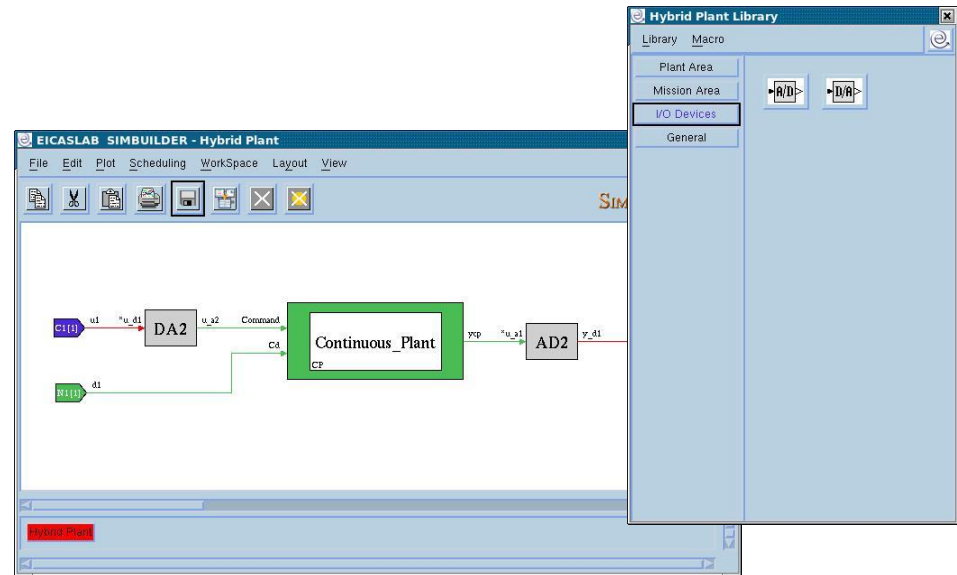 Hybrid Plant Library
Library Macro
Plant Area
Mission Area
I/O Devices
General
A/D
D/A
EICASLAB SIMBUILDER - Hybrid Plant
File Edit Plot Scheduling WorkSpace Layout View
SIM
C1[1]
u1
*u_d1
DA2
u_a2
Command
Cd
Continuous_Plant
CP
ycp
*u_a1
AD2
y_d1
N1[1]
d1
Hybrid Plant